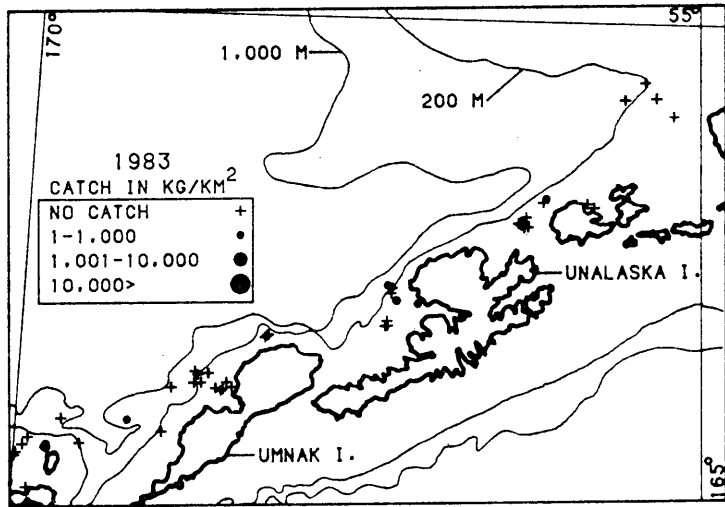 170°
55°
1,000 M
200 M
1983
CATCH IN KG/KM²
NO CATCH +
1-1,000
1,001-10,000
10,000>
UNALASKA I.
UMNAK I.
165°